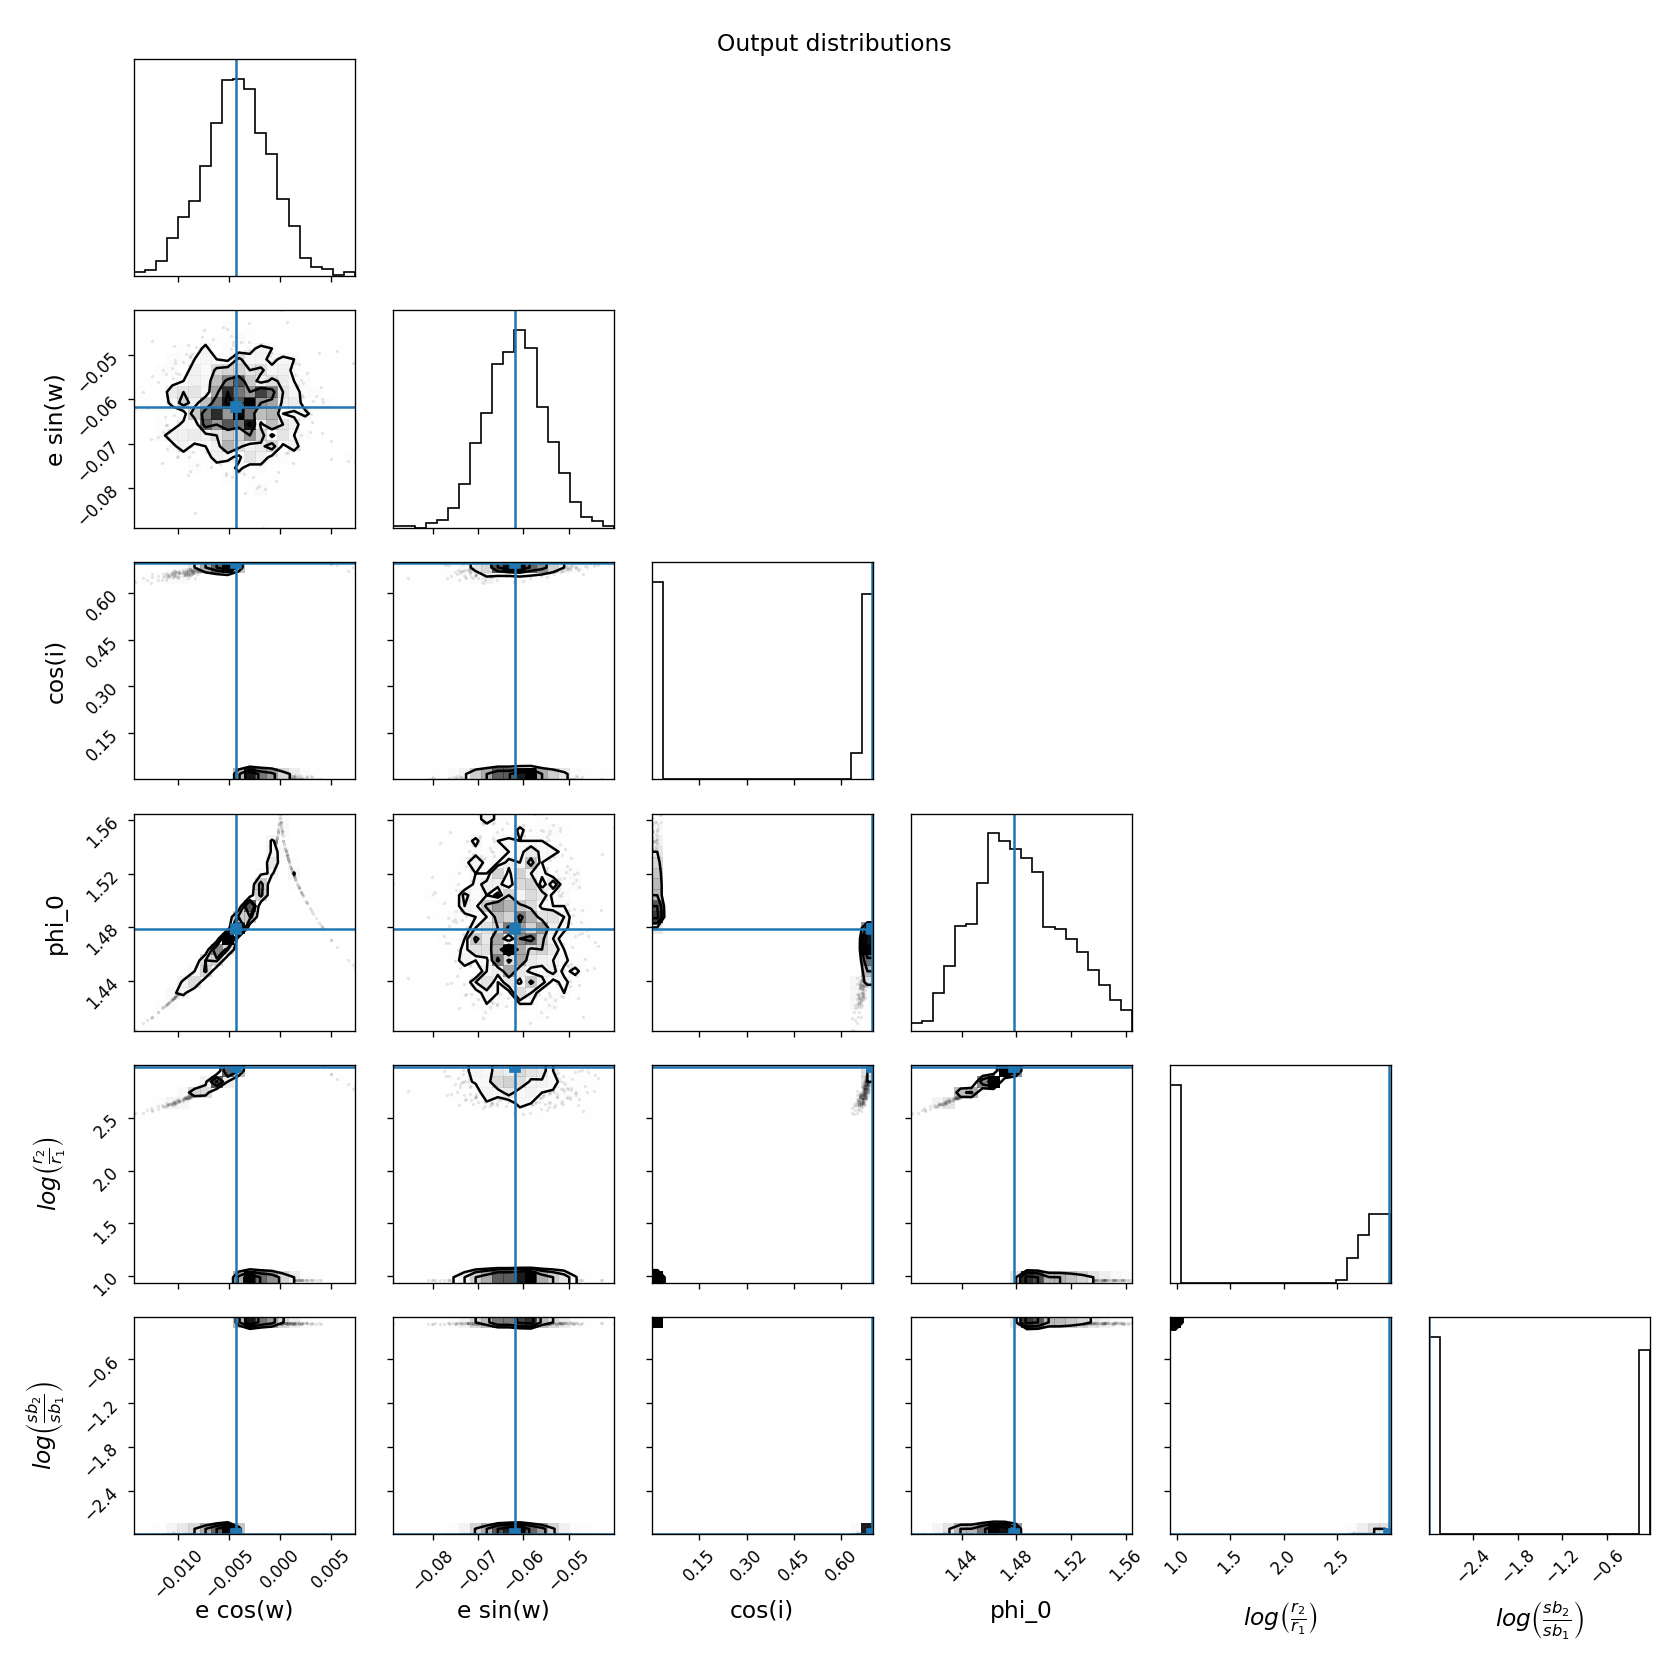 Output distributions
e sin(w)
−0.05
−0.06
−0.07
−0.08
cos(i)
0.60
0.45
0.30
0.15
phi_0
1.56
1.52
1.48
1.44
log(r₂/r₁)
2.5
2.0
1.5
1.0
log(sb₂/sb₁)
−0.6
−1.2
−1.8
−2.4
−0.010 −0.005 0.000 0.005
−0.08 −0.07 −0.06 −0.05
0.15 0.30 0.45 0.60
1.44 1.48 1.52 1.56
1.0 1.5 2.0 2.5
−2.4 −1.8 −1.2 −0.6
e cos(w) e sin(w) cos(i) phi_0 log(r₂/r₁) log(sb₂/sb₁)